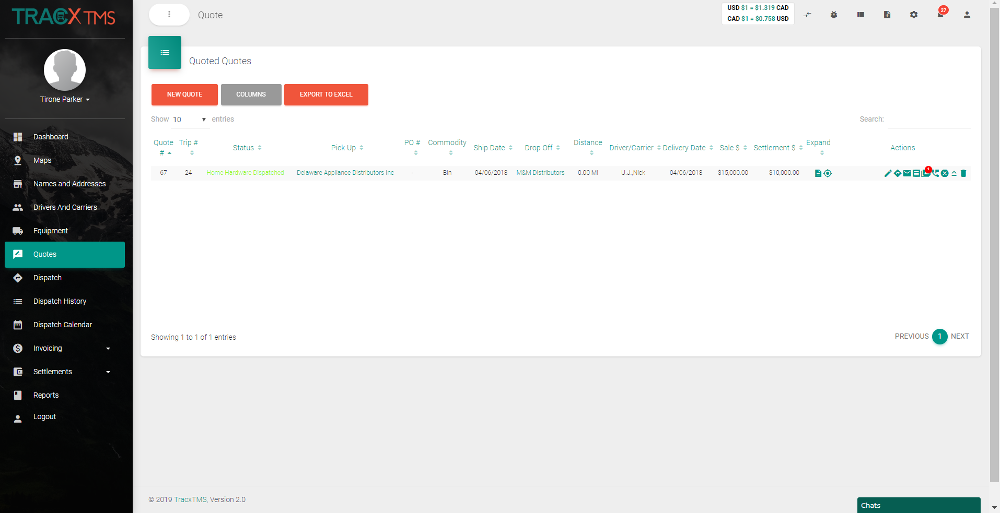 TRACX TMS
Tirone Parker
Dashboard
Maps
Names and Addresses
Drivers And Carriers
Equipment
Quotes
Dispatch
Dispatch History
Dispatch Calendar
Invoicing
Settlements
Reports
Logout
Quote
USD $1 = $1.319 CAD
CAD $1 = $0.758 USD
27
Quoted Quotes
NEW QUOTE COLUMNS EXPORT TO EXCEL
Show 10 entries Search:
Quote # Trip # Status Pick Up PO # Commodity Ship Date Drop Off Distance Driver/Carrier Delivery Date Sale $ Settlement $ Expand Actions
67 24 Home Hardware Dispatched Delaware Appliance Distributors Inc - Bin 04/06/2018 M&M Distributors 0.00 Mi U.J.,Nick 04/06/2018 $15,000.00 $10,000.00 1
Showing 1 to 1 of 1 entries PREVIOUS 1 NEXT
© 2019 TracxTMS, Version 2.0
Chats